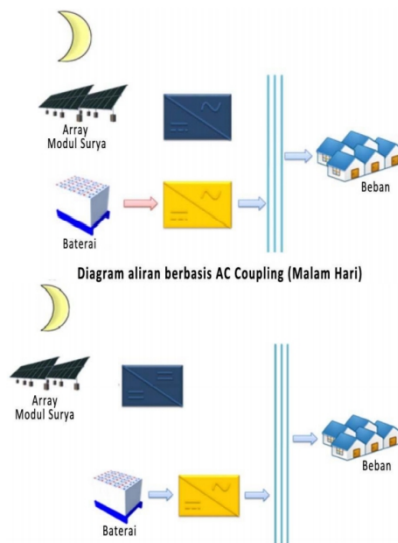 Array
Modul Surya
Beban
Baterai
Diagram aliran berbasis AC Coupling (Malam Hari)
Array
Modul Surya
Beban
Baterai